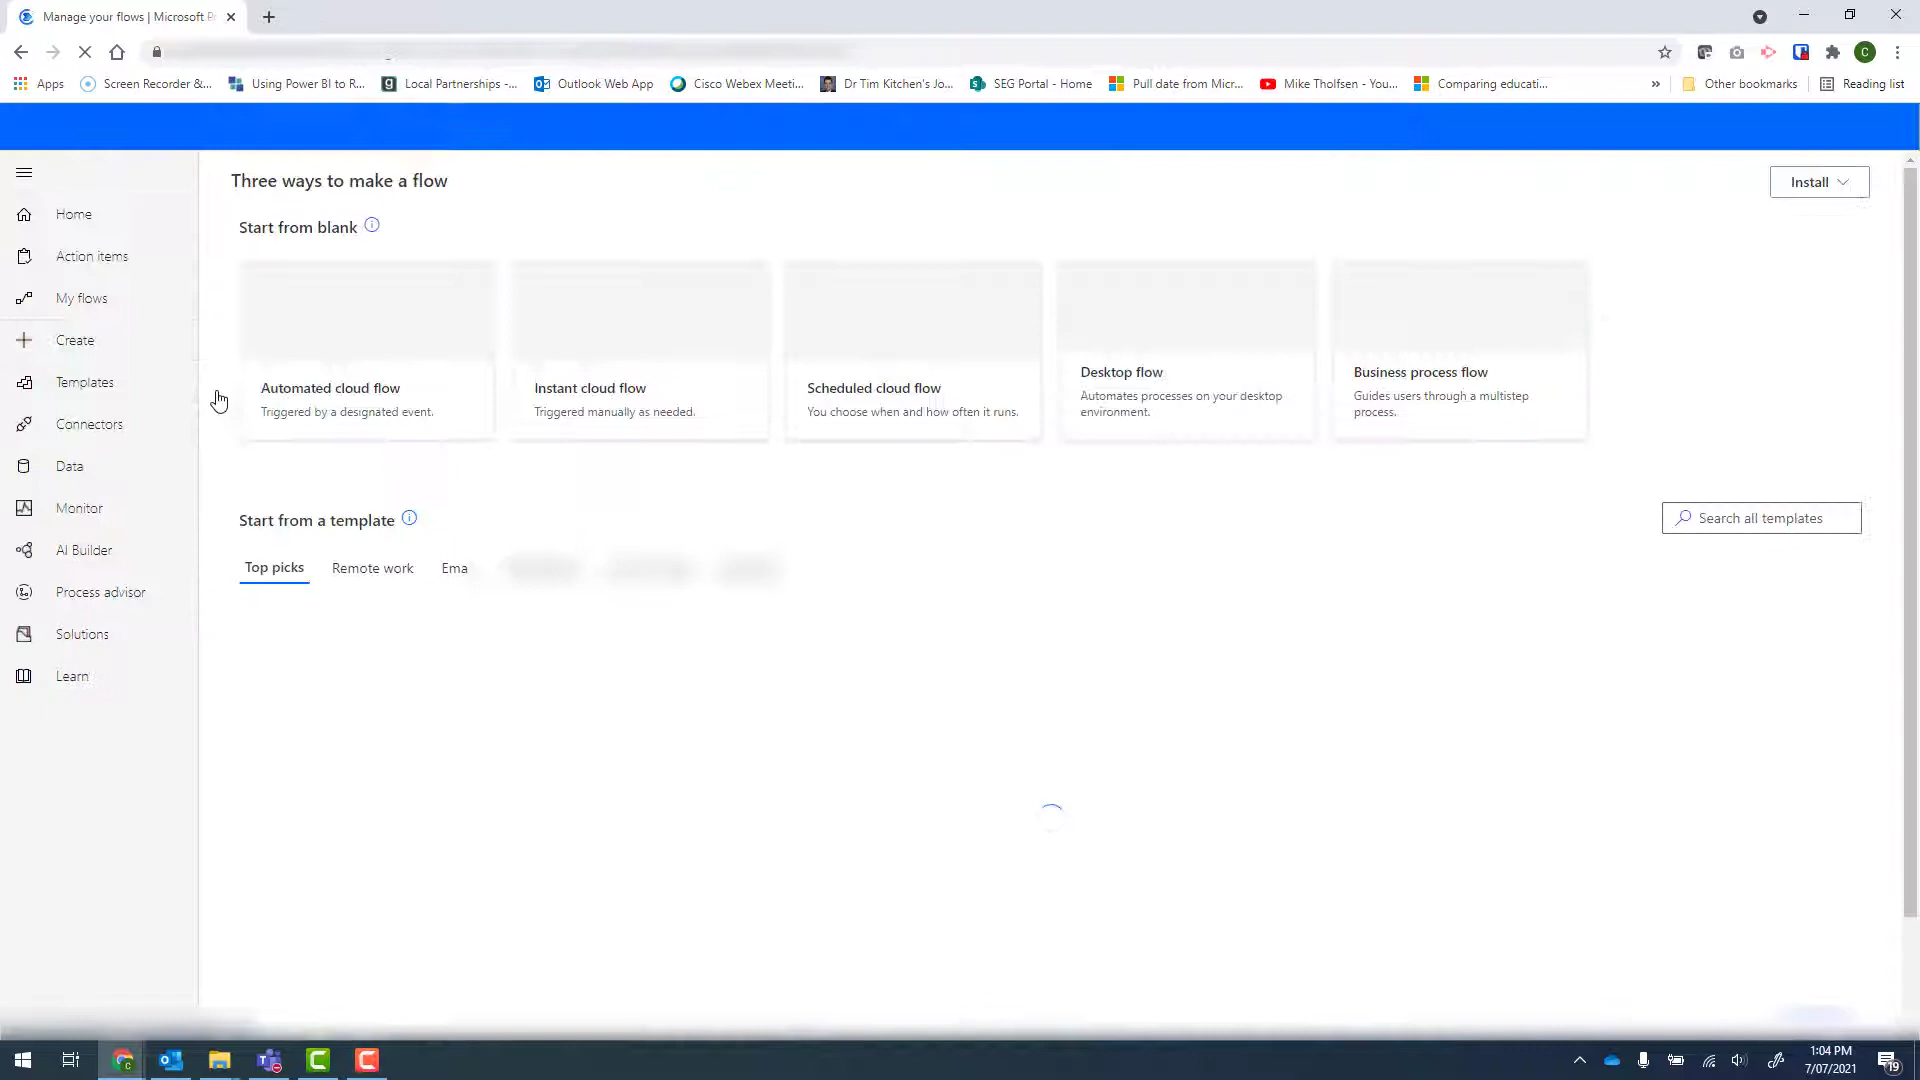 Manage your flows | Microsoft P
Apps
Screen Recorder &...
Using Power BI to R...
Local Partnerships -...
Outlook Web App
Cisco Webex Meeti...
Dr Tim Kitchen's Jo...
SEG Portal - Home
Pull date from Micr...
Mike Tholfsen - You...
Comparing educati...
»
Other bookmarks
Reading list
Three ways to make a flow
Install
Home
Start from blank
Action items
My flows
Create
Templates
Connectors
Data
Monitor
AI Builder
Process advisor
Solutions
Learn
Automated cloud flow
Triggered by a designated event.
Instant cloud flow
Triggered manually as needed.
Scheduled cloud flow
You choose when and how often it runs.
Desktop flow
Automates processes on your desktop
environment.
Business process flow
Guides users through a multistep
process.
Start from a template
Search all templates
Top picks
Remote work
Ema
1:04 PM
7/07/2021
19